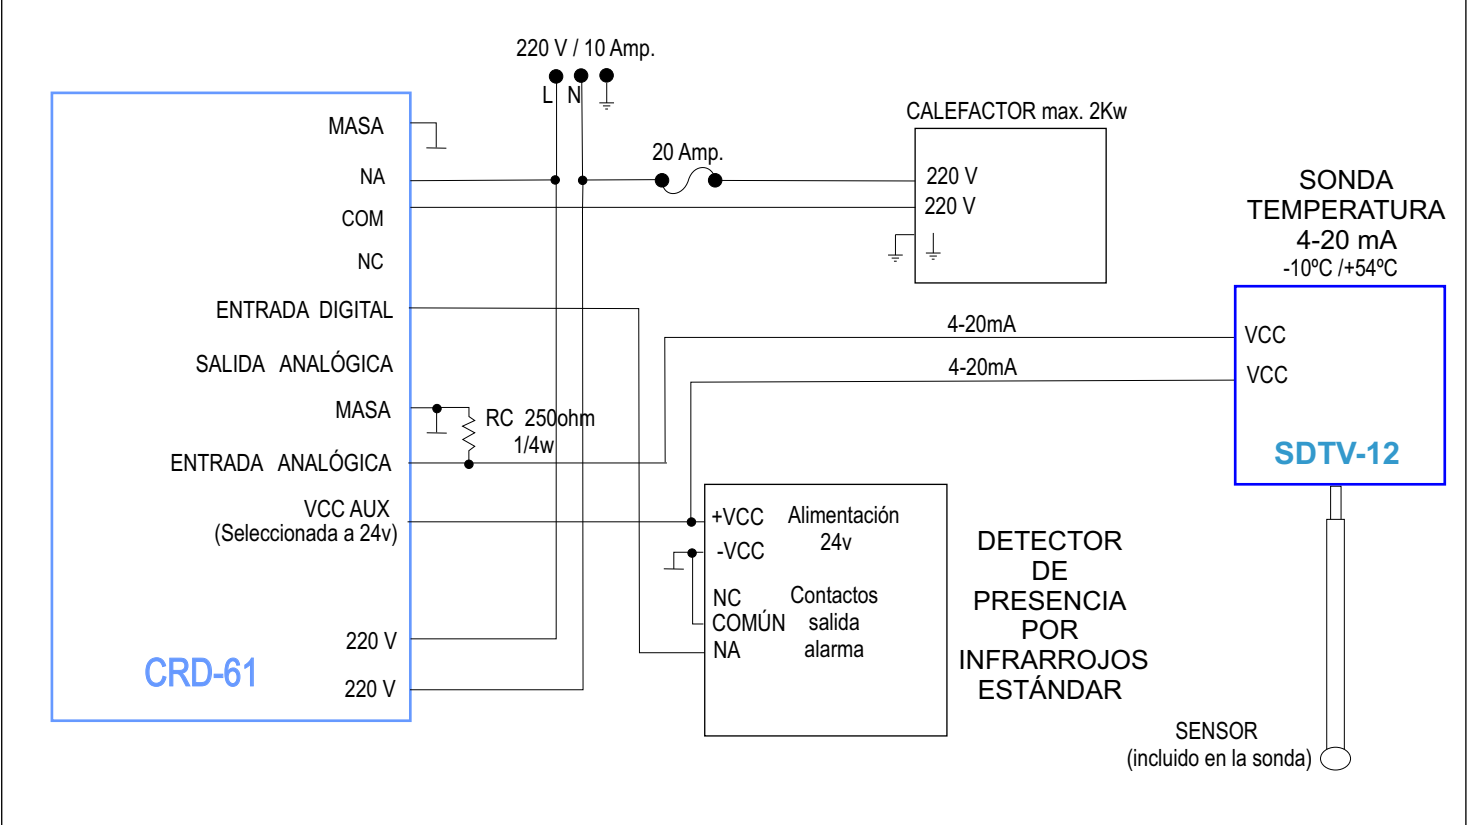 220 V / 10 Amp.
L N
MASA
NA
COM
NC
ENTRADA DIGITAL
SALIDA ANALÓGICA
MASA
ENTRADA ANALÓGICA
VCC AUX
(Seleccionada a 24v)
220 V
220 V
CRD-61
RC 250ohm
1/4w
20 Amp.
CALEFACTOR max. 2Kw
220 V
220 V
4-20mA
4-20mA
SONDA
TEMPERATURA
4-20 mA
-10ºC /+54ºC
VCC
VCC
SDTV-12
+VCC Alimentación
24v
-VCC
NC Contactos
COMÚN salida
NA alarma
DETECTOR
DE
PRESENCIA
POR
INFRARROJOS
ESTÁNDAR
SENSOR
(incluido en la sonda)